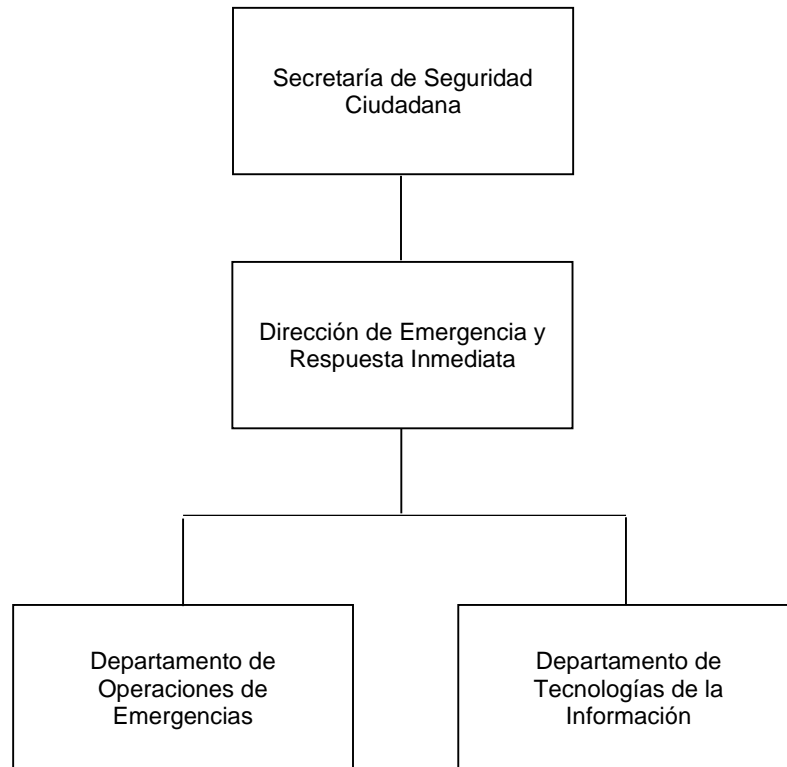 Secretaría de Seguridad
Ciudadana
Dirección de Emergencia y
Respuesta Inmediata
Departamento de
Operaciones de
Emergencias
Departamento de
Tecnologías de la
Información